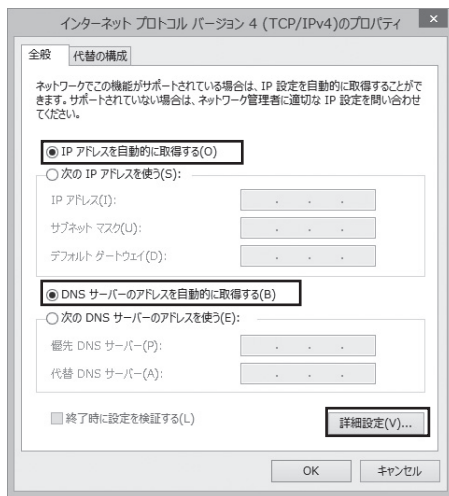 インターネット プロトコル バージョン 4 (TCP/IPv4)のプロパティ
×
全般
代替の構成
ネットワークでこの機能がサポートされている場合は、IP 設定を自動的に取得することがで
きます。サポートされていない場合は、ネットワーク管理者に適切な IP 設定を問い合わせ
てください。
IP アドレスを自動的に取得する(O)
次の IP アドレスを使う(S):
IP アドレス(I):
サブネット マスク(U):
デフォルト ゲートウェイ(D):
DNS サーバーのアドレスを自動的に取得する(B)
次の DNS サーバーのアドレスを使う(E):
優先 DNS サーバー(P):
代替 DNS サーバー(A):
終了時に設定を検証する(L)
詳細設定(V)...
OK
キャンセル